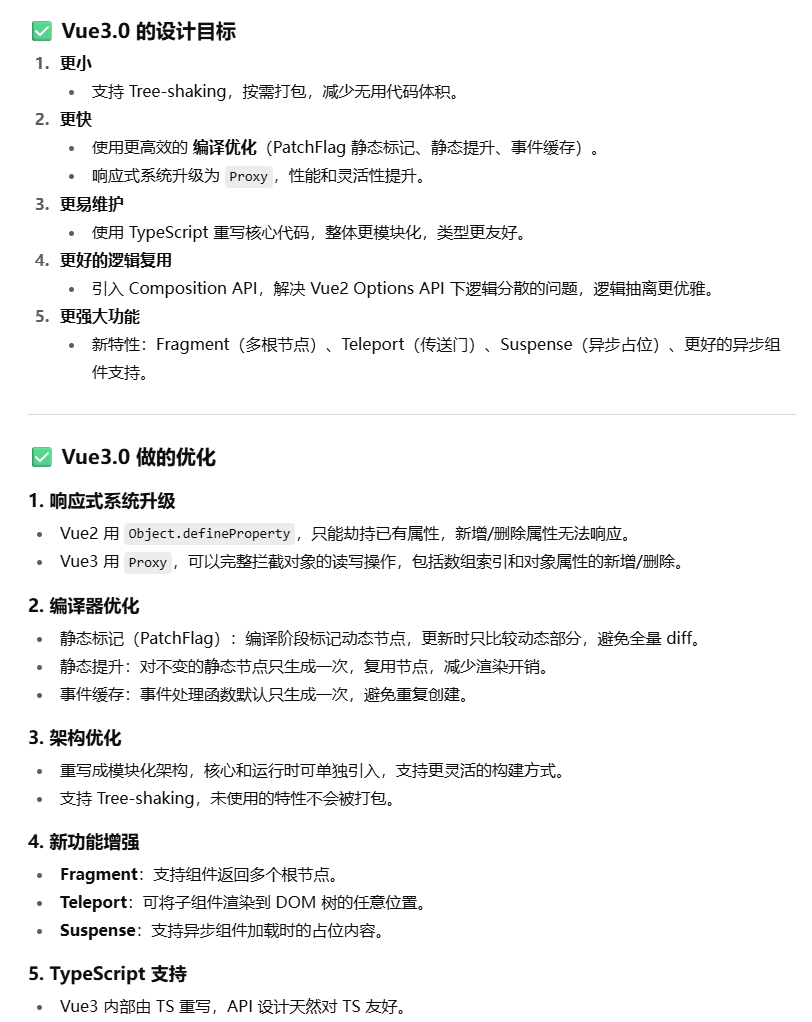 ✅ Vue3.0 的设计目标
1. 更小
• 支持 Tree-shaking，按需打包，减少无用代码体积。
2. 更快
• 使用更高效的 编译优化（PatchFlag 静态标记、静态提升、事件缓存）。
• 响应式系统升级为 Proxy，性能和灵活性提升。
3. 更易维护
• 使用 TypeScript 重写核心代码，整体更模块化，类型更友好。
4. 更好的逻辑复用
• 引入 Composition API，解决 Vue2 Options API 下逻辑分散的问题，逻辑抽离更优雅。
5. 更强大功能
• 新特性：Fragment（多根节点）、Teleport（传送门）、Suspense（异步占位）、更好的异步组
件支持。
✅ Vue3.0 做的优化
1. 响应式系统升级
• Vue2 用 Object.defineProperty，只能劫持已有属性，新增/删除属性无法响应。
• Vue3 用 Proxy，可以完整拦截对象的读写操作，包括数组索引和对象属性的新增/删除。
2. 编译器优化
• 静态标记（PatchFlag）：编译阶段标记动态节点，更新时只比较动态部分，避免全量 diff。
• 静态提升：对不变的静态节点只生成一次，复用节点，减少渲染开销。
• 事件缓存：事件处理函数默认只生成一次，避免重复创建。
3. 架构优化
• 重写成模块化架构，核心和运行时可单独引入，支持更灵活的构建方式。
• 支持 Tree-shaking，未使用的特性不会被打包。
4. 新功能增强
• Fragment：支持组件返回多个根节点。
• Teleport：可将子组件渲染到 DOM 树的任意位置。
• Suspense：支持异步组件加载时的占位内容。
5. TypeScript 支持
• Vue3 内部由 TS 重写，API 设计天然对 TS 友好。